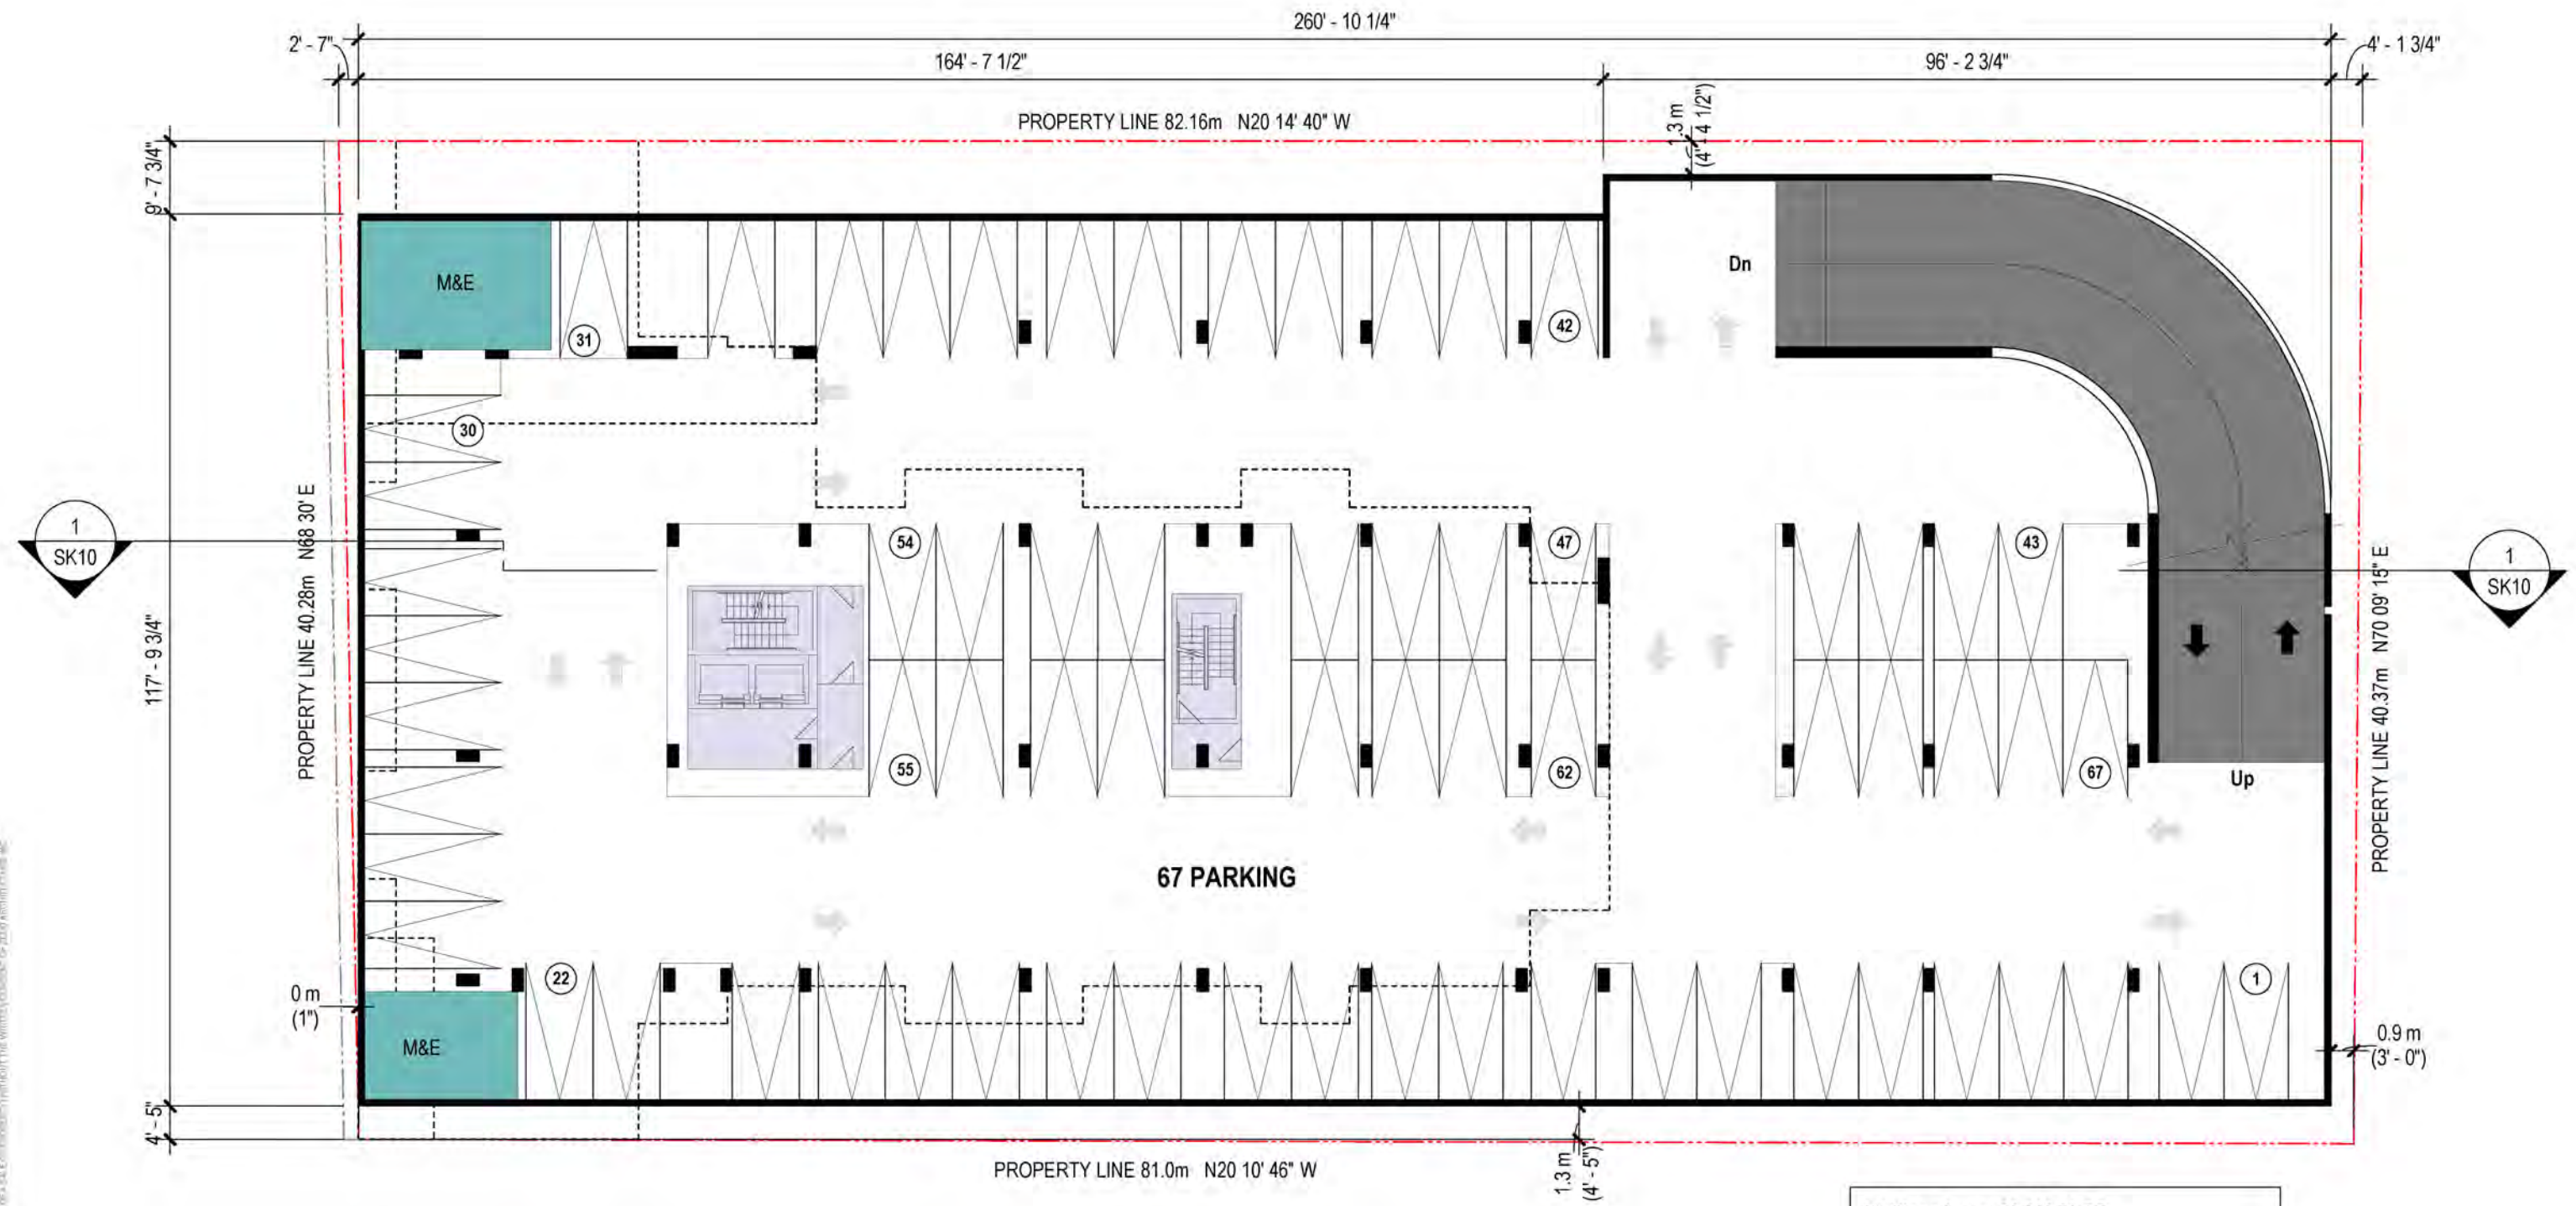 260' - 10 1/4"
2' - 7"
4' - 1 3/4"
164' - 7 1/2"
96' - 2 3/4"
PROPERTY LINE 82.16m N20 14' 40" W
1.3 m
(4' - 4 1/2")
9' - 7 3/4"
M&E
Dn
31
42
30
PROPERTY LINE 40.28m N68 30' E
1
SK10
54
47
43
1
SK10
PROPERTY LINE 40.37m N70 09' 15" E
117' - 9 3/4"
55
62
67
Up
67 PARKING
22
1
0 m
(1")
M&E
0.9 m
(3' - 0")
4' - 5"
1.3 m
(4' - 5")
PROPERTY LINE 81.0m N20 10' 46" W